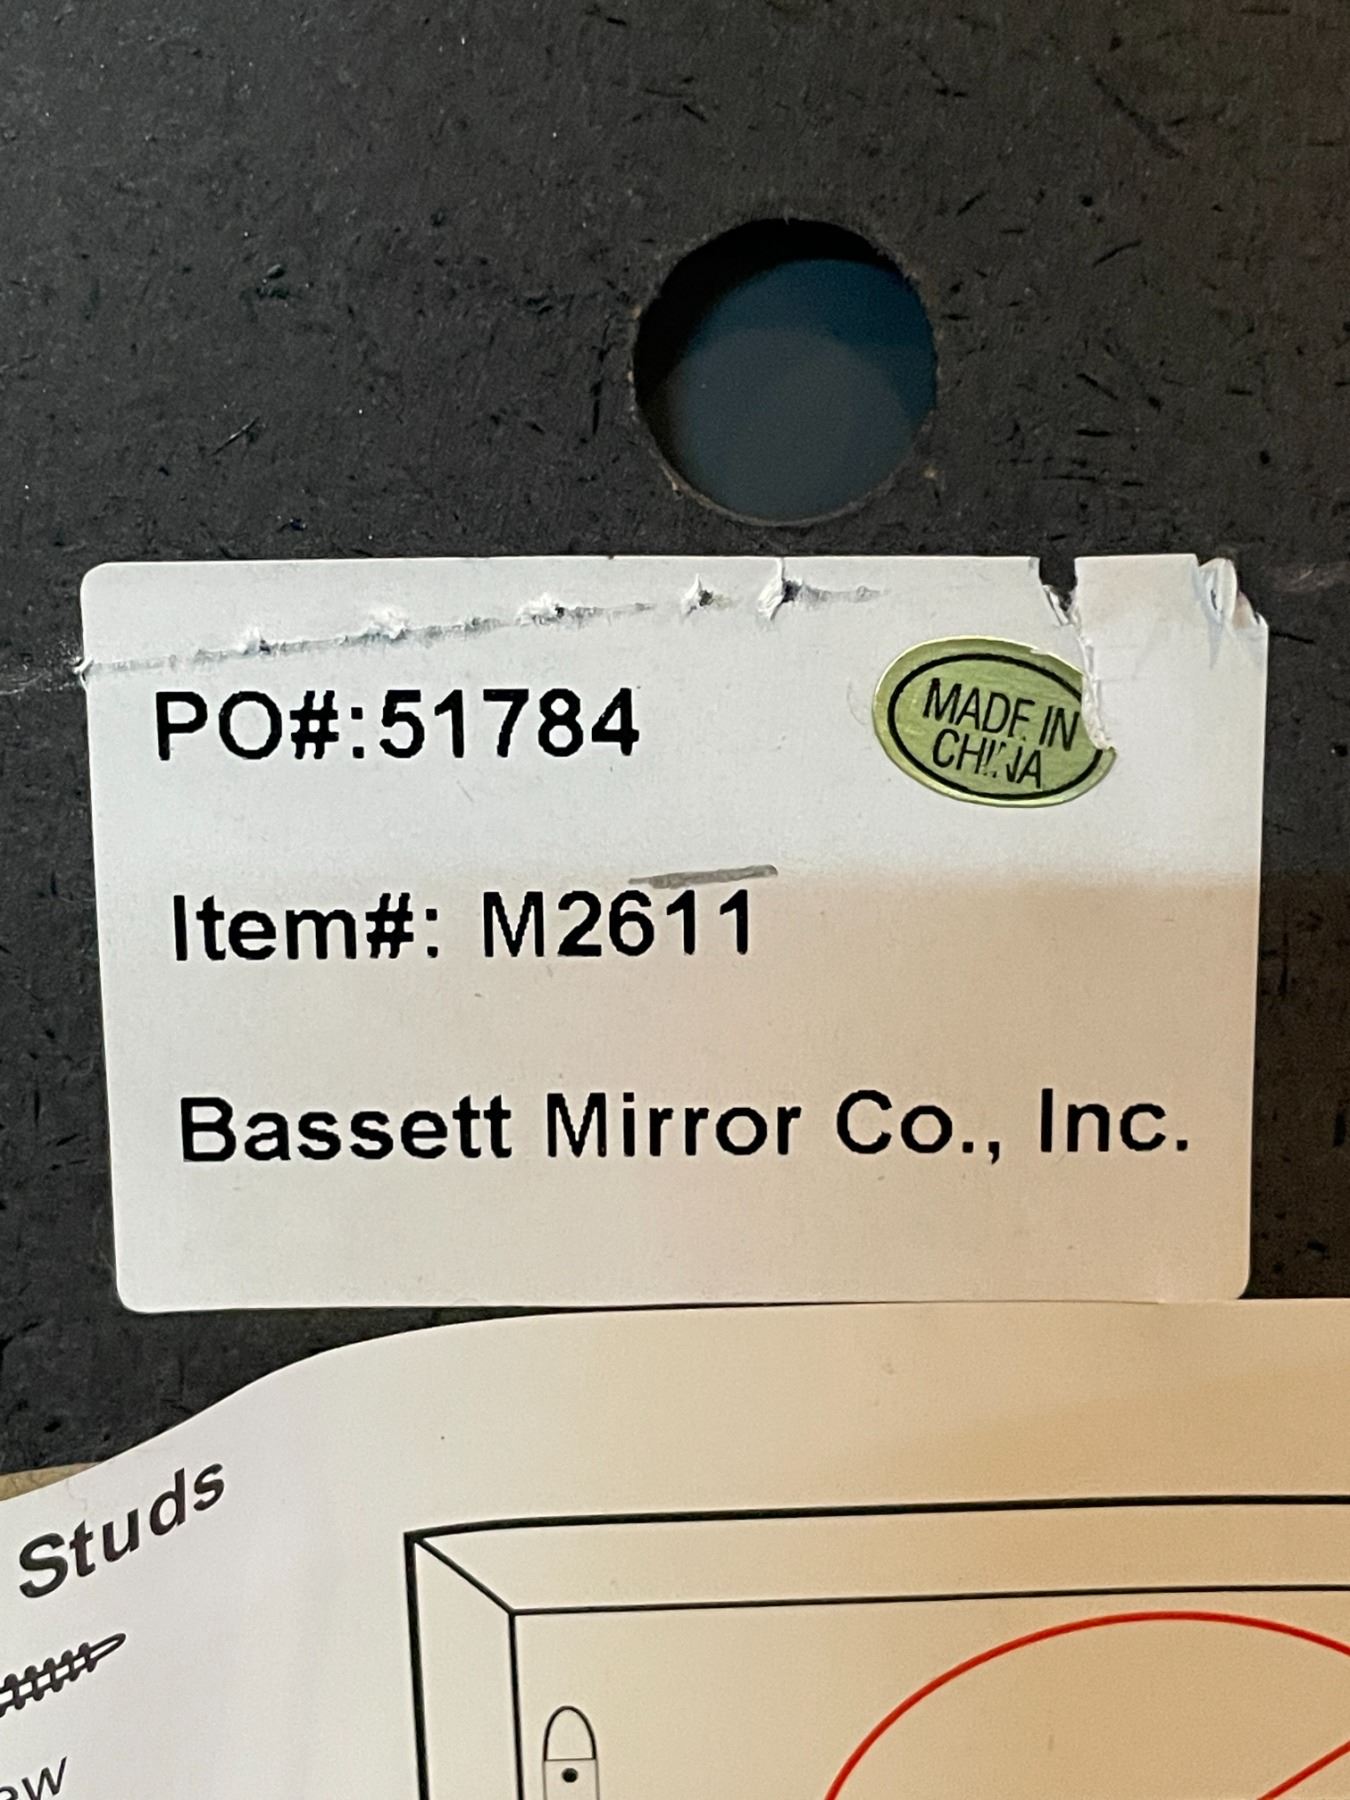 PO#:51784
MADE IN
CHINA
Item#: M2611
Bassett Mirror Co., Inc.
Studs